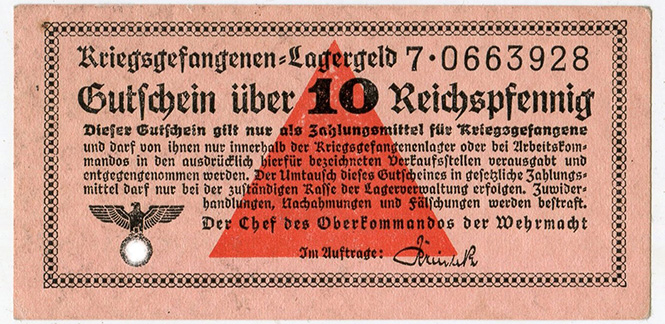 Kriegsgefangenen-Lagergeld 7·0663928
Gutschein über 10 Reichspfennig
Dieser Gutschein gilt nur als Zahlungsmittel für Kriegsgefangene
und darf von ihnen nur innerhalb der Kriegsgefangenenlager oder bei Arbeitskom-
mandos in den ausdrücklich hierfür bezeichneten Verkaufsstellen verausgabt und
entgegengenommen werden. Der Umtausch dieses Gutscheines in gesetzliche Zahlungs-
mittel darf nur bei der zuständigen Kasse der Lagerverwaltung erfolgen. Zuwider-
handlungen, Nachahmungen und Fälschungen werden bestraft.
Der Chef des Oberkommandos der Wehrmacht
Im Auftrage: